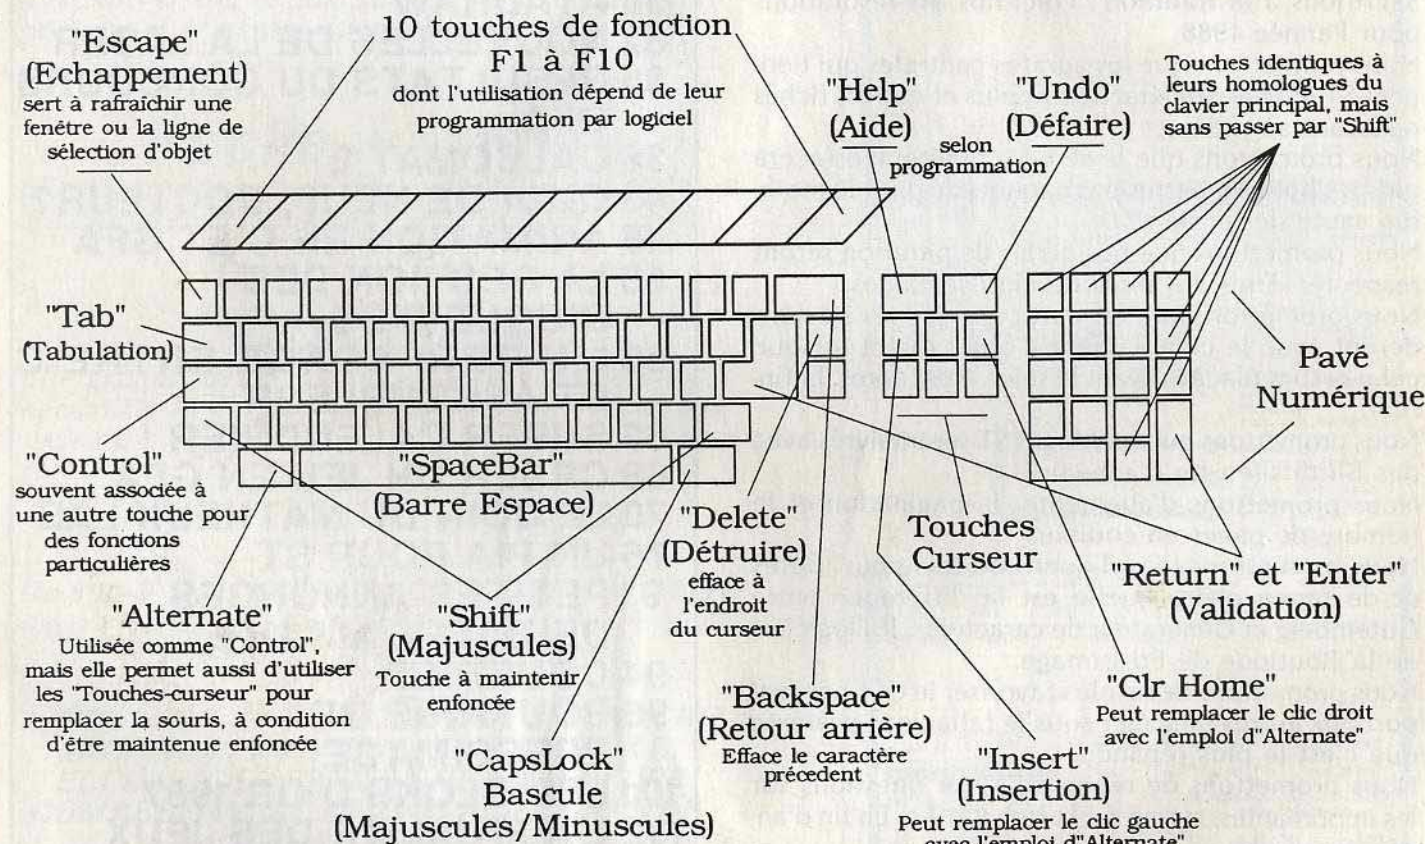 "Escape"
(Echappement)
sert à rafraîchir une
fenêtre ou la ligne de
sélection d'objet
10 touches de fonction
F1 à F10
dont l'utilisation dépend de leur
programmation par logiciel
"Help"
(Aide)
"Undo"
(Défaire)
selon
programmation
Touches identiques à
leurs homologues du
clavier principal, mais
sans passer par "Shift"
"Tab"
(Tabulation)
Pavé
Numérique
"Control"
souvent associée à
une autre touche pour
des fonctions
particulières
"SpaceBar"
(Barre Espace)
"Delete"
(Détruire)
efface à
l'endroit
du curseur
Touches
Curseur
"Return" et "Enter"
(Validation)
"Alternate"
Utilisée comme "Control",
mais elle permet aussi d'utiliser
les "Touches-curseur" pour
remplacer la souris, à condition
d'être maintenue enfoncée
"Shift"
(Majuscules)
Touche à maintenir
enfoncée
"CapsLock"
Bascule
(Majuscules/Minuscules)
"Backspace"
(Retour arrière)
Efface le caractère
précedent
"Clr Home"
Peut remplacer le clic droit
avec l'emploi d'"Alternate"
"Insert"
(Insertion)
Peut remplacer le clic gauche
avec l'emploi d'"Alternate"